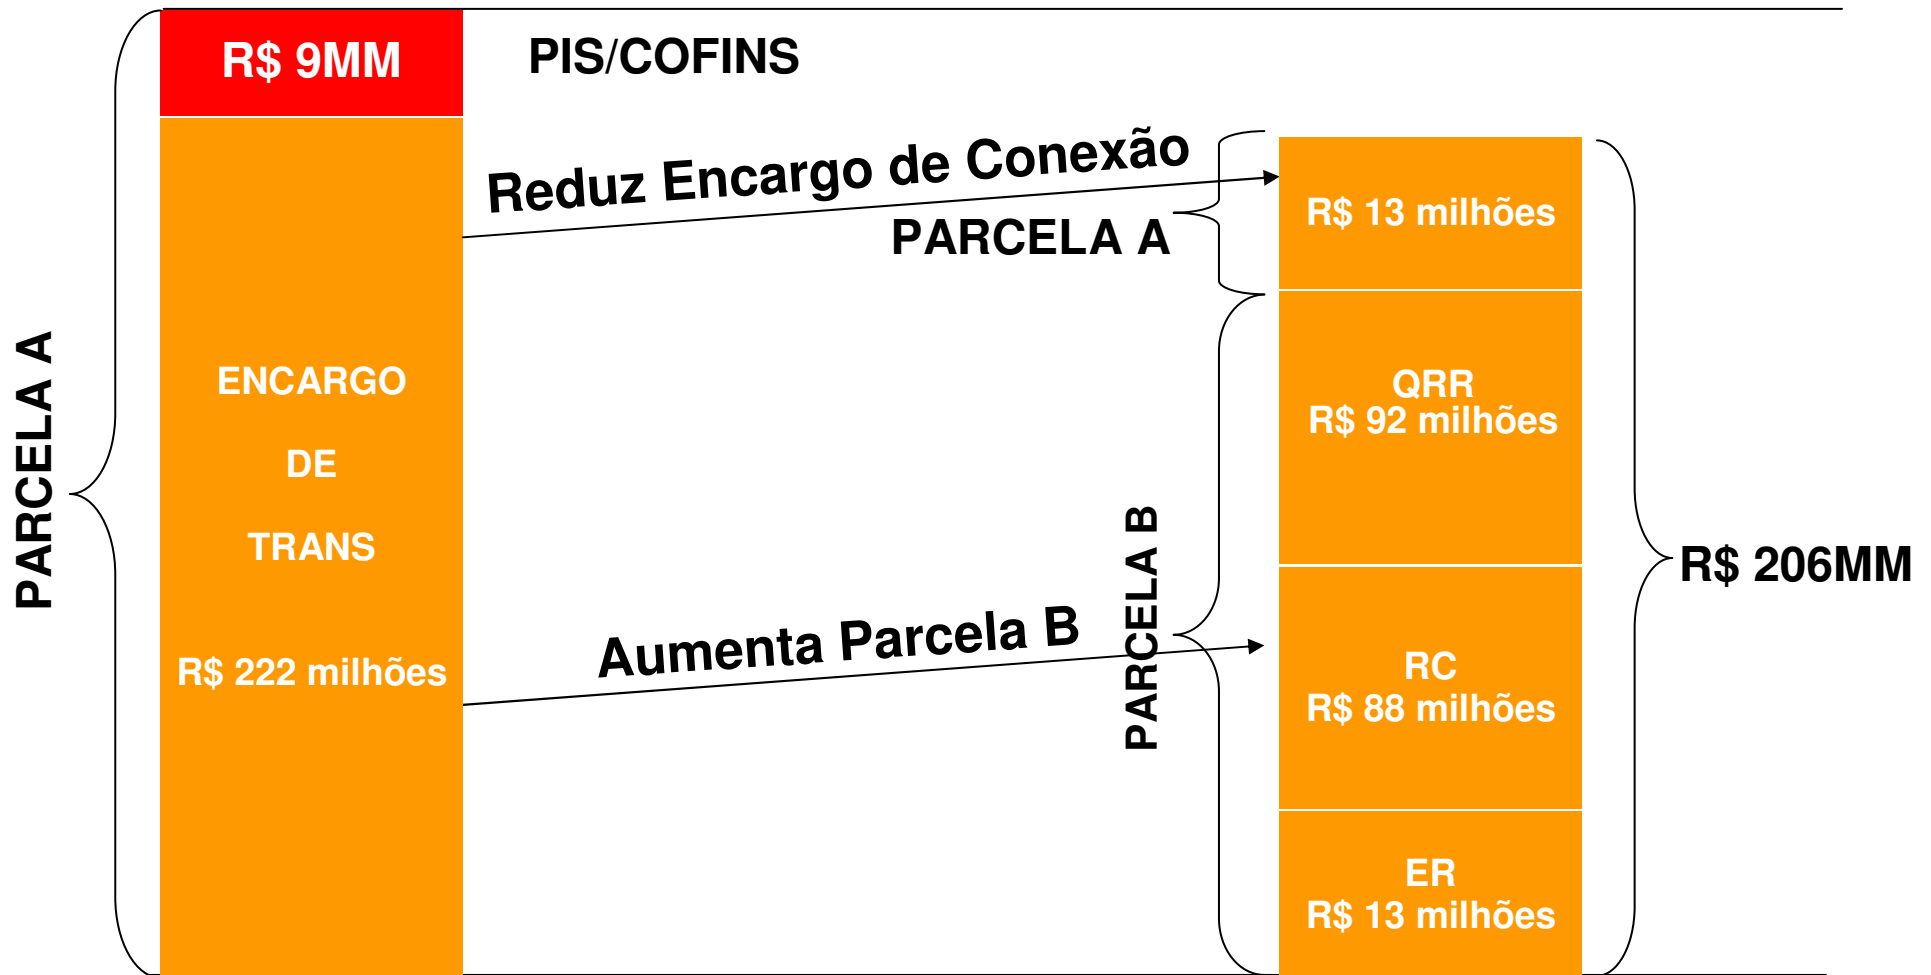 R$ 9MM
PIS/COFINS
Reduz Encargo de Conexão
PARCELA A
R$ 13 milhões
PARCELA A
ENCARGO
DE
TRANS
R$ 222 milhões
QRR
R$ 92 milhões
PARCELA B
R$ 206MM
Aumenta Parcela B
RC
R$ 88 milhões
ER
R$ 13 milhões